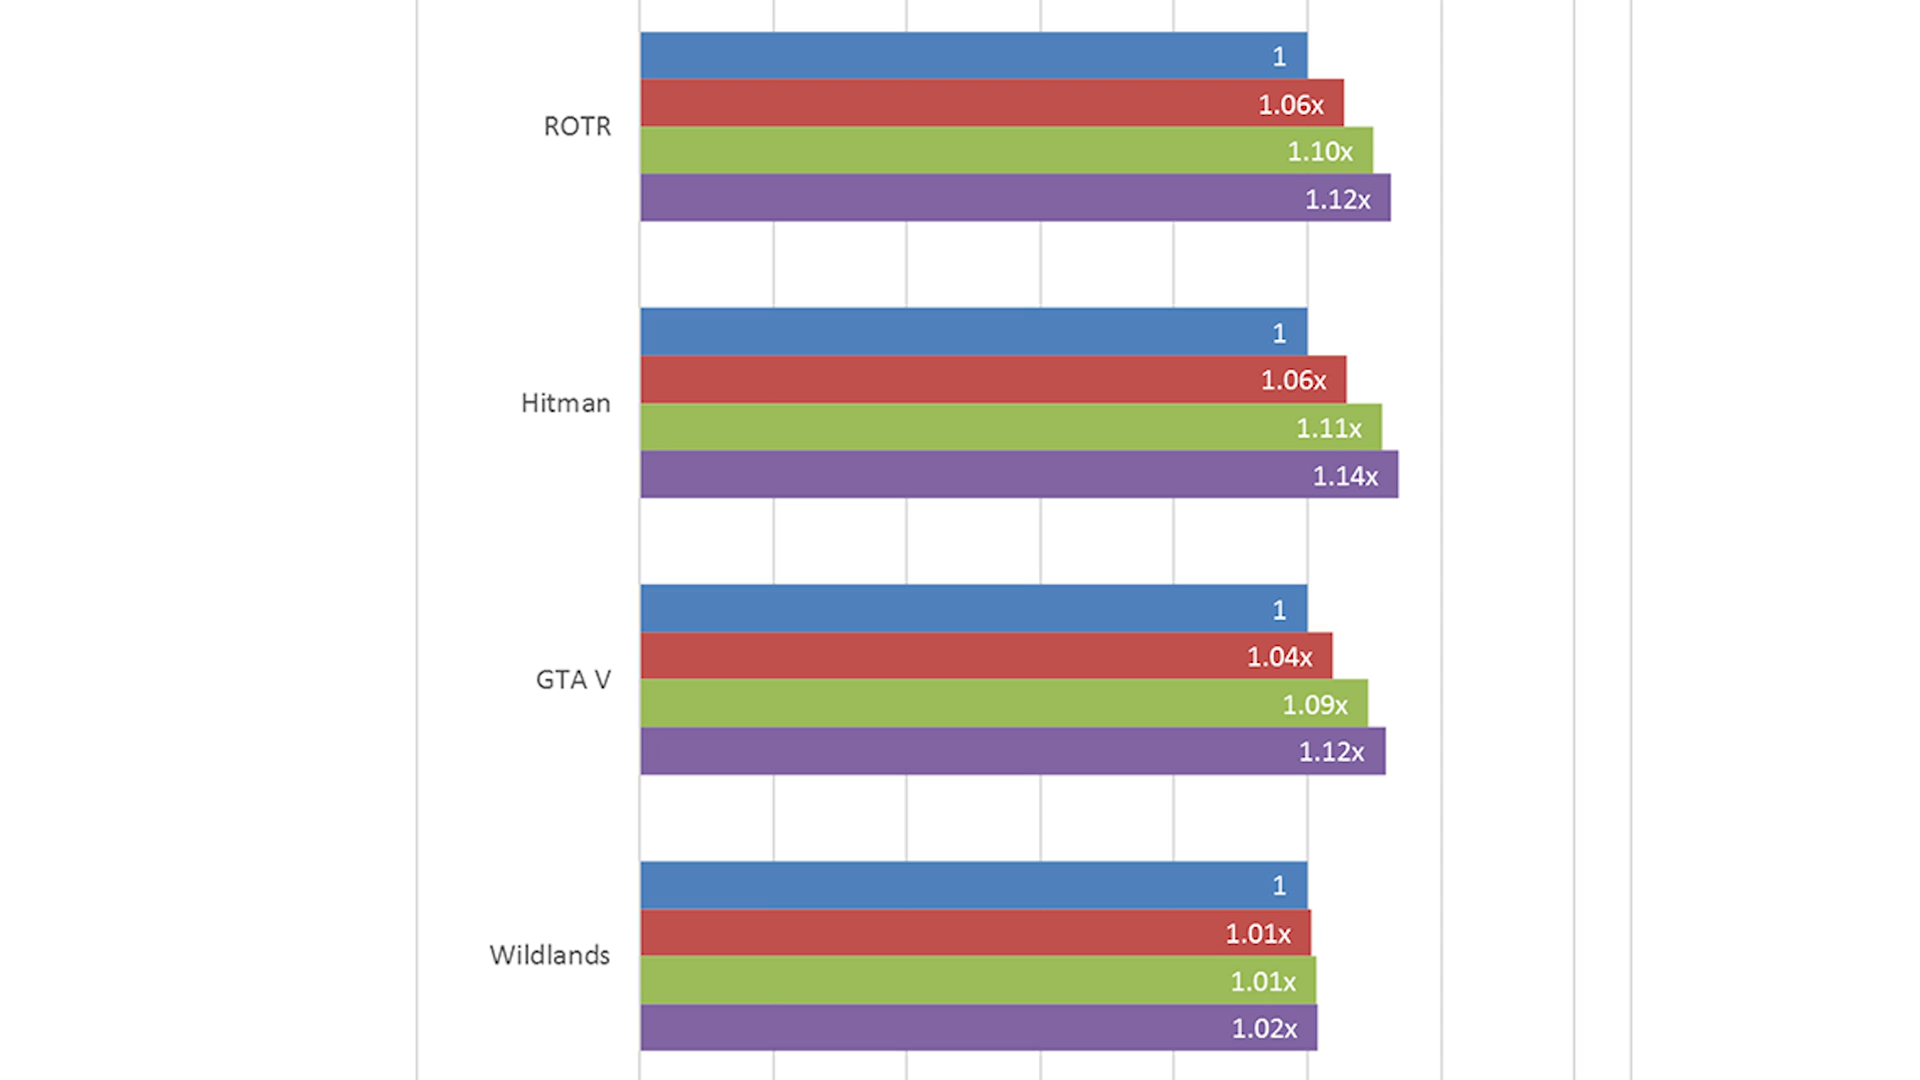 1
1.06x
ROTR
1.10x
1.12x
1
1.06x
Hitman
1.11x
1.14x
1
1.04x
GTA V
1.09x
1.12x
1
1.01x
Wildlands
1.01x
1.02x